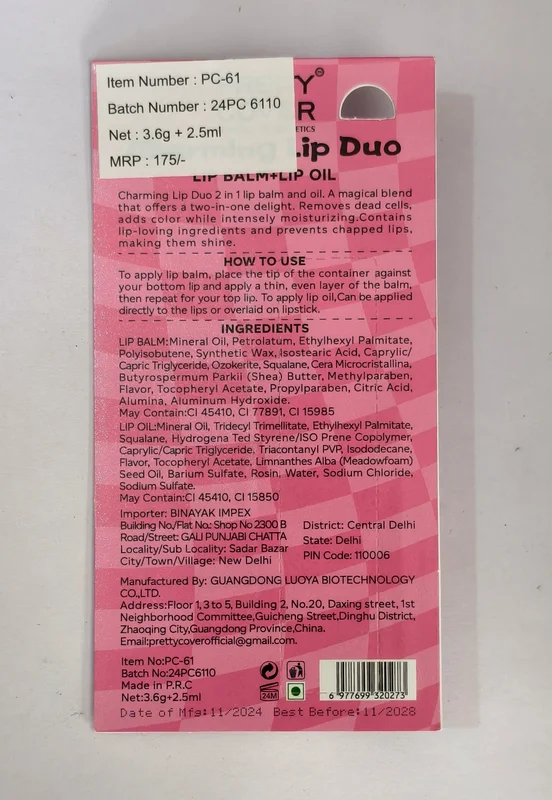 Item Number : PC-61
Batch Number : 24PC 6110
Net : 3.6g + 2.5ml
MRP : 175/-
Y
R
ETICS
Lip Duo
LIP BALM+LIP OIL
Charming Lip Duo 2 in 1 lip balm and oil. A magical blend
that offers a two-in-one delight. Removes dead cells,
adds color while intensely moisturizing.Contains
lip-loving ingredients and prevents chapped lips,
making them shine.
HOW TO USE
To apply lip balm, place the tip of the container against
your bottom lip and apply a thin, even layer of the balm,
then repeat for your top lip. To apply lip oil,Can be applied
directly to the lips or overlaid on lipstick.
INGREDIENTS
LIP BALM:Mineral Oil, Petrolatum, Ethylhexyl Palmitate,
Polyisobutene, Synthetic Wax, Isostearic Acid, Caprylic/
Capric Triglyceride, Ozokerite, Squalane, Cera Microcristallina,
Butyrospermum Parkii (Shea) Butter, Methylparaben,
Flavor, Tocopheryl Acetate, Propylparaben, Citric Acid,
Alumina, Aluminum Hydroxide.
May Contain:CI 45410, CI 77891, CI 15985
LIP OIL:Mineral Oil, Tridecyl Trimellitate, Ethylhexyl Palmitate,
Squalane, Hydrogena Ted Styrene/ISO Prene Copolymer,
Caprylic/Capric Triglyceride, Triacontanyl PVP, Isododecane,
Flavor, Tocopheryl Acetate, Limnanthes Alba (Meadowfoam)
Seed Oil, Barium Sulfate, Rosin, Water, Sodium Chloride,
Sodium Sulfate.
May Contain:CI 45410, CI 15850
Importer: BINAYAK IMPEX
Building No./Flat No.: Shop No 2300 B
Road/Street: GALI PUNJABI CHATTA
Locality/Sub Locality: Sadar Bazar
City/Town/Village: New Delhi
District: Central Delhi
State: Delhi
PIN Code: 110006
Manufactured By: GUANGDONG LUOYA BIOTECHNOLOGY
CO.,LTD.
Address:Floor 1,3 to 5, Building 2, No.20, Daxing street, 1st
Neighborhood Committee,Guicheng Street,Dinghu District,
Zhaoqing City,Guangdong Province,China.
Email:prettycoverofficial@gmail.com.
Item No:PC-61
Batch No:24PC6110
Made in P.R.C
Net:3.6g+2.5ml
24M
6 977699 320273
Date of Mfg:11/2024 Best Before:11/2028